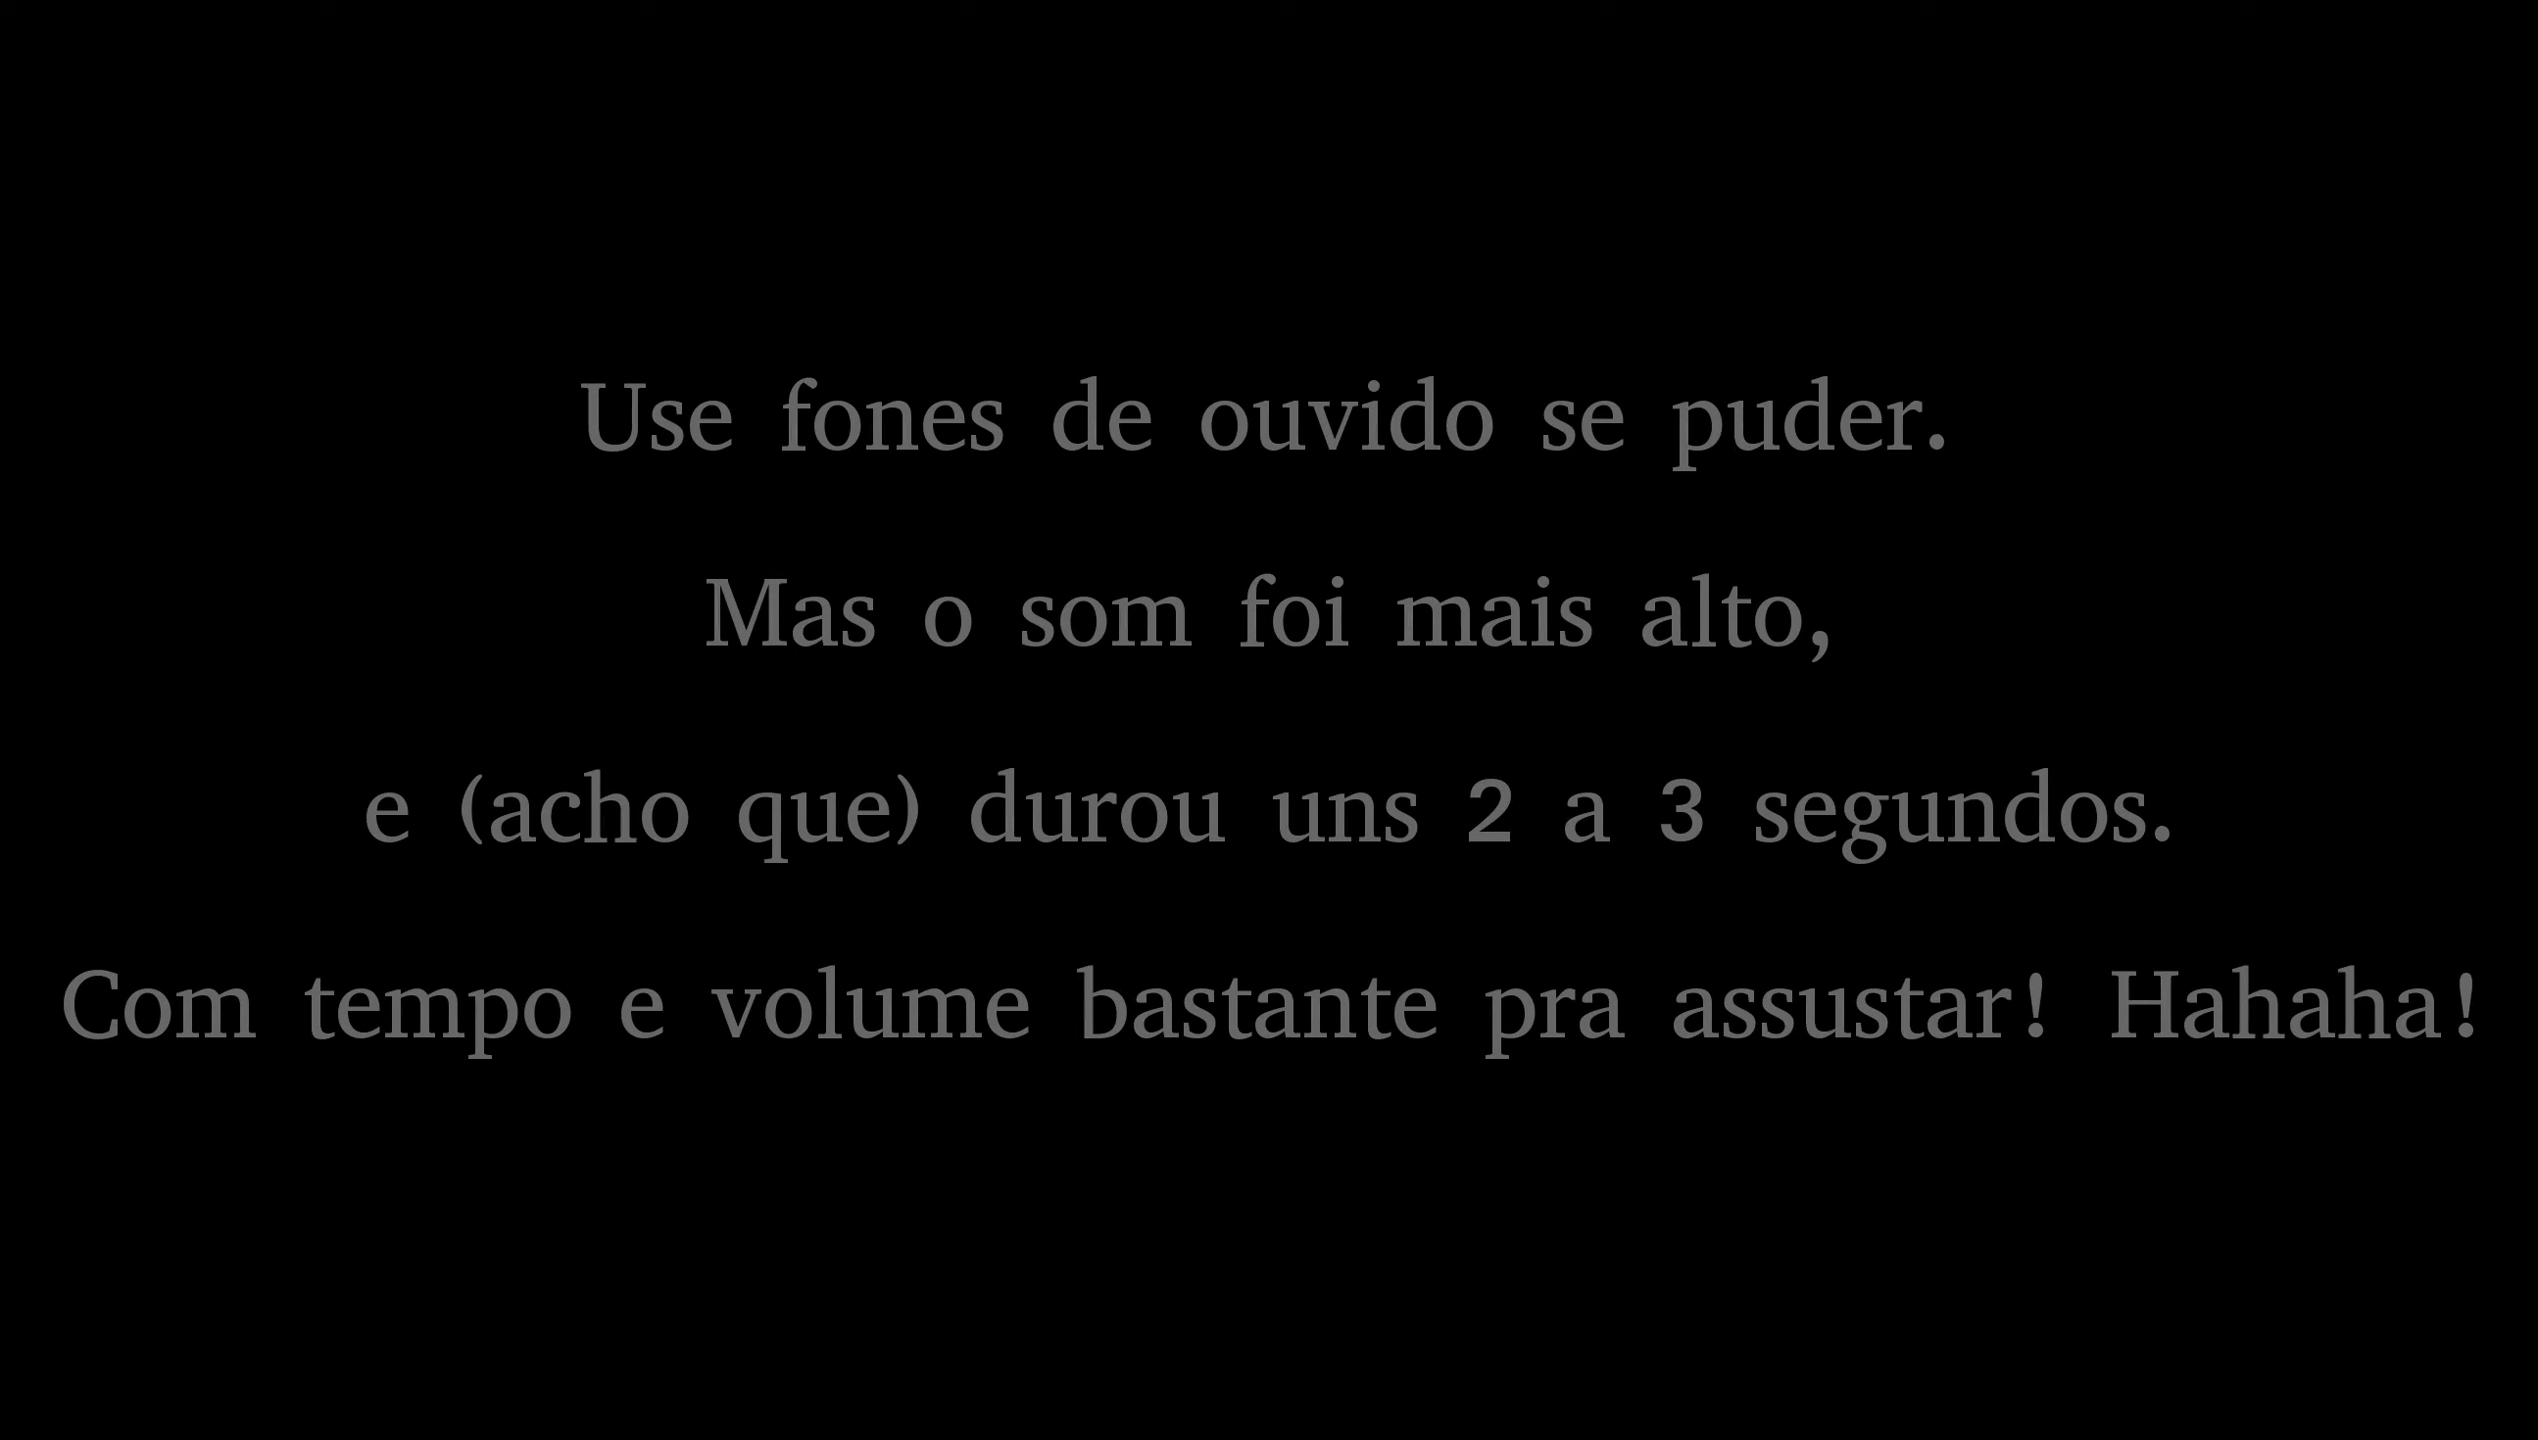 Use fones de ouvido se puder.
Mas o som foi mais alto,
e (acho que) durou uns 2 a 3 segundos.
Com tempo e volume bastante pra assustar! Hahaha!